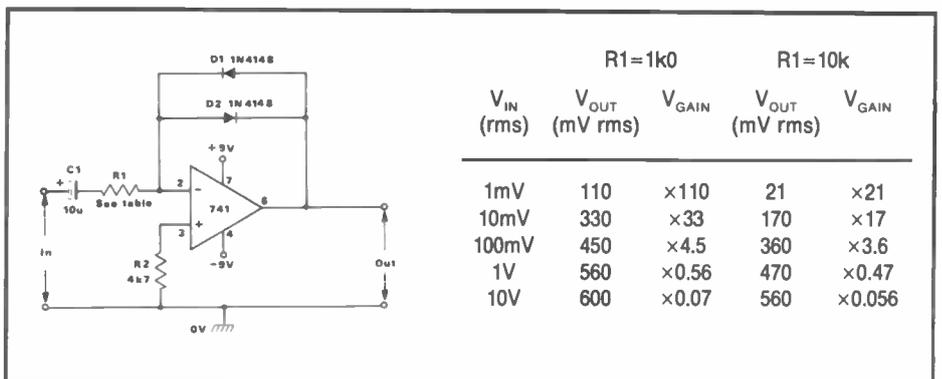 D1 1N4148
D2 1N4148
+9V
C1
R1
10u
See table
2
7
-
741
6
+
3
4
-9V
R2
4k7
In
Out
0V
R1=1k0 R1=10k
VIN VOUT VGAIN VOUT VGAIN
(rms) (mV rms) (mV rms)
1mV 110 ×110 21 ×21
10mV 330 ×33 170 ×17
100mV 450 ×4.5 360 ×3.6
1V 560 ×0.56 470 ×0.47
10V 600 ×0.07 560 ×0.056